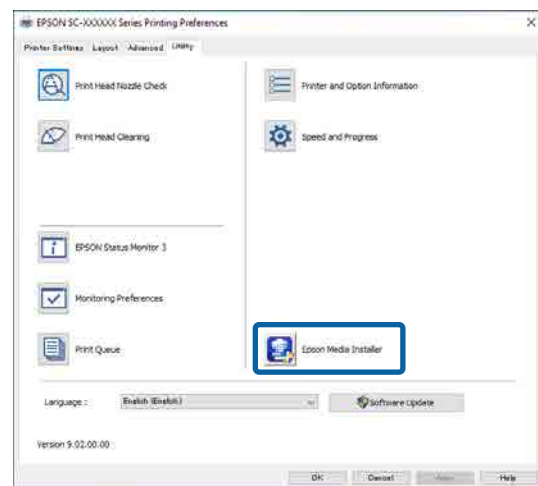 EPSON SC-XXXXXX Series Printing Preferences
Printer Settings Layout Advanced Utility
Print Head Nozzle Check
Printer and Option Information
Print Head Cleaning
Speed and Progress
EPSON Status Monitor 3
Monitoring Preferences
Print Queue
Epson Media Installer
Language :
English (English)
Software Update
Version 9.02.00.00
OK Cancel Apply Help